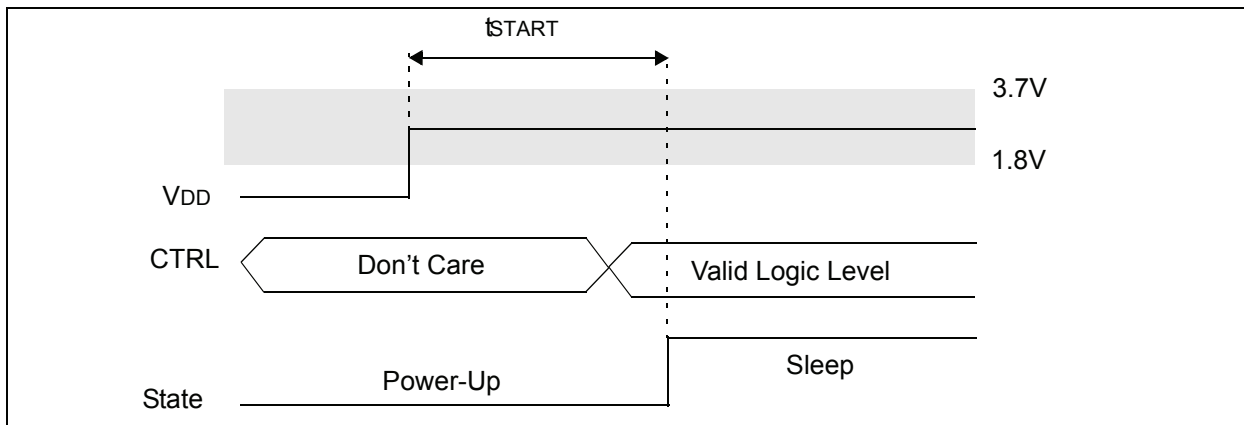 tSTART
3.7V
1.8V
VDD
CTRL
Don't Care
Valid Logic Level
Power-Up
Sleep
State